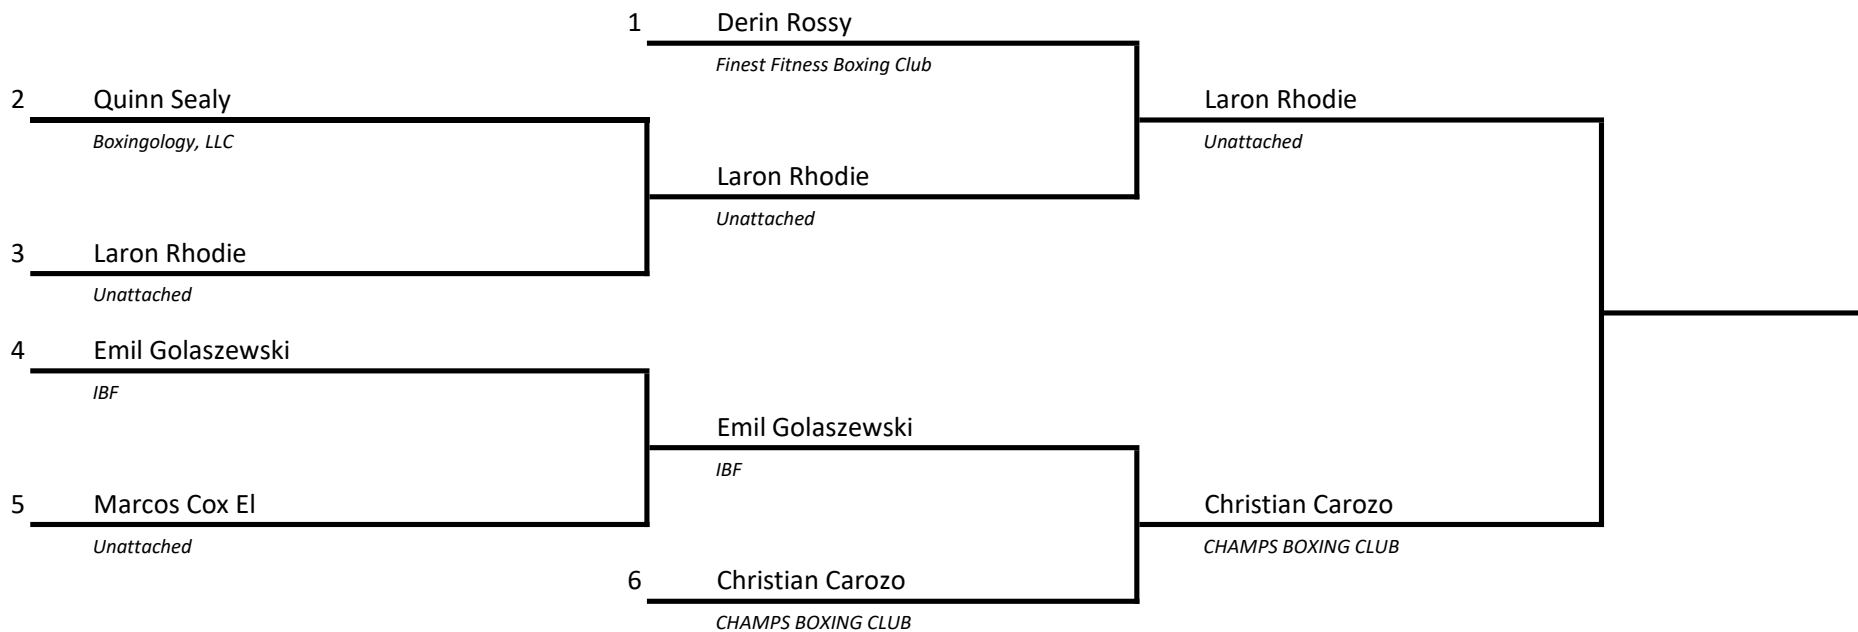 1 Derin Rossy
Finest Fitness Boxing Club
2 Quinn Sealy
Boxingology, LLC
Laron Rhodie
Unattached
Laron Rhodie
Unattached
3 Laron Rhodie
Unattached
4 Emil Golaszewski
IBF
Emil Golaszewski
IBF
5 Marcos Cox El
Unattached
Christian Carozo
CHAMPS BOXING CLUB
6 Christian Carozo
CHAMPS BOXING CLUB